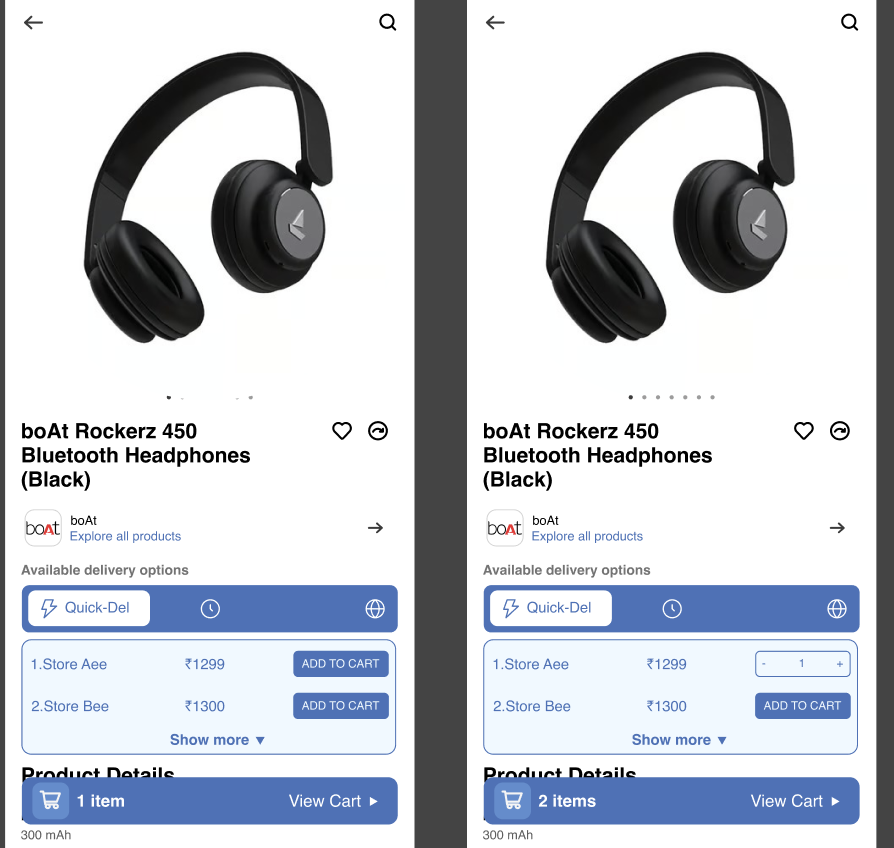 boAt Rockerz 450
Bluetooth Headphones
(Black)
boAt
boAt
Explore all products
Available delivery options
Quick-Del
1.Store Aee ₹1299 ADD TO CART
2.Store Bee ₹1300 ADD TO CART
Show more ▼
Product Details
1 item View Cart ▶
300 mAh
boAt Rockerz 450
Bluetooth Headphones
(Black)
boAt
boAt
Explore all products
Available delivery options
Quick-Del
1.Store Aee ₹1299 - 1 +
2.Store Bee ₹1300 ADD TO CART
Show more ▼
Product Details
2 items View Cart ▶
300 mAh